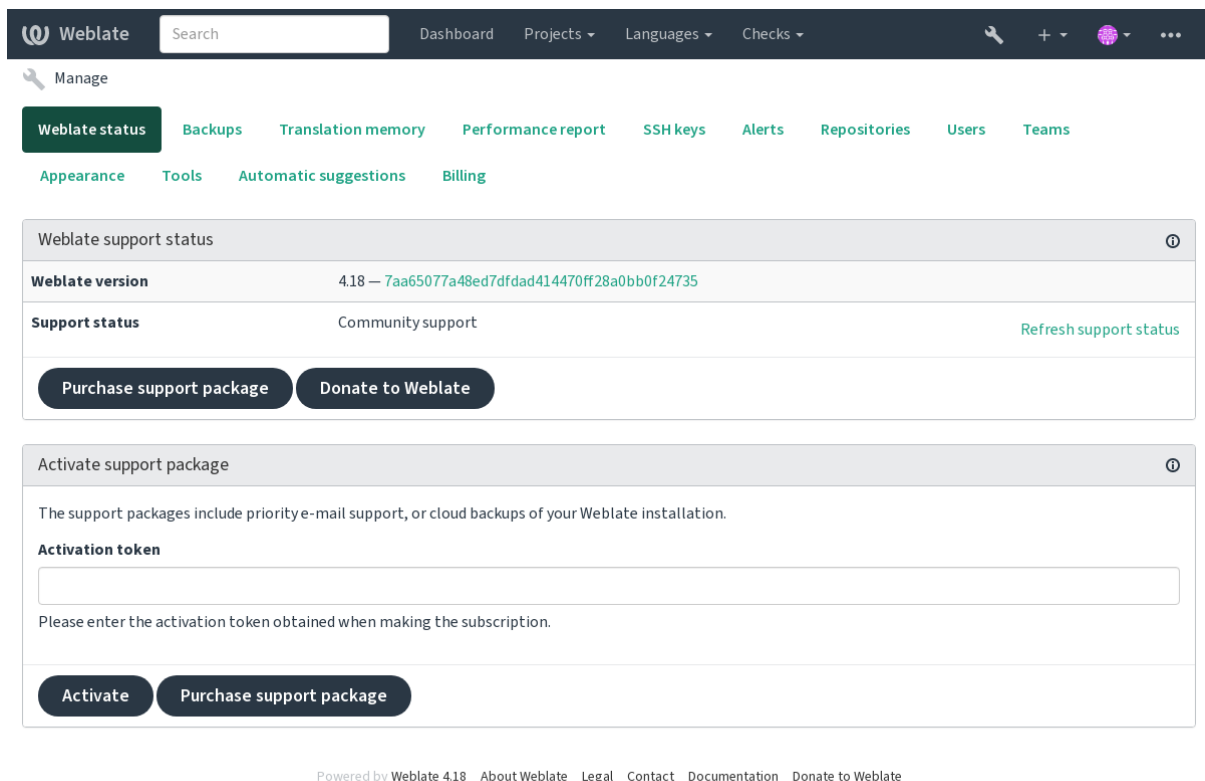 Weblate Search Dashboard Projects Languages Checks
Manage
Weblate status Backups Translation memory Performance report SSH keys Alerts Repositories Users Teams
Appearance Tools Automatic suggestions Billing
Weblate support status
Weblate version 4.18 — 7aa65077a48ed7dfdad414470ff28a0bb0f24735
Support status Community support Refresh support status
Purchase support package Donate to Weblate
Activate support package
The support packages include priority e-mail support, or cloud backups of your Weblate installation.
Activation token
Please enter the activation token obtained when making the subscription.
Activate Purchase support package
Powered by Weblate 4.18 About Weblate Legal Contact Documentation Donate to Weblate